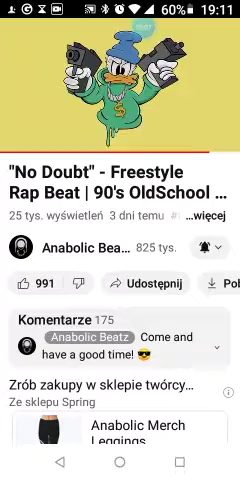 60% 19:11
"No Doubt" - Freestyle
Rap Beat | 90's OldSchool ...
25 tys. wyświetleń 3 dni temu # ...więcej
Anabolic Bea... 825 tys.
991 Udostępnij Pob
Komentarze 175
Anabolic Beatz Come and
have a good time! 😎
Zrób zakupy w sklepie twórcy...
Ze sklepu Spring
Anabolic Merch
Leggings